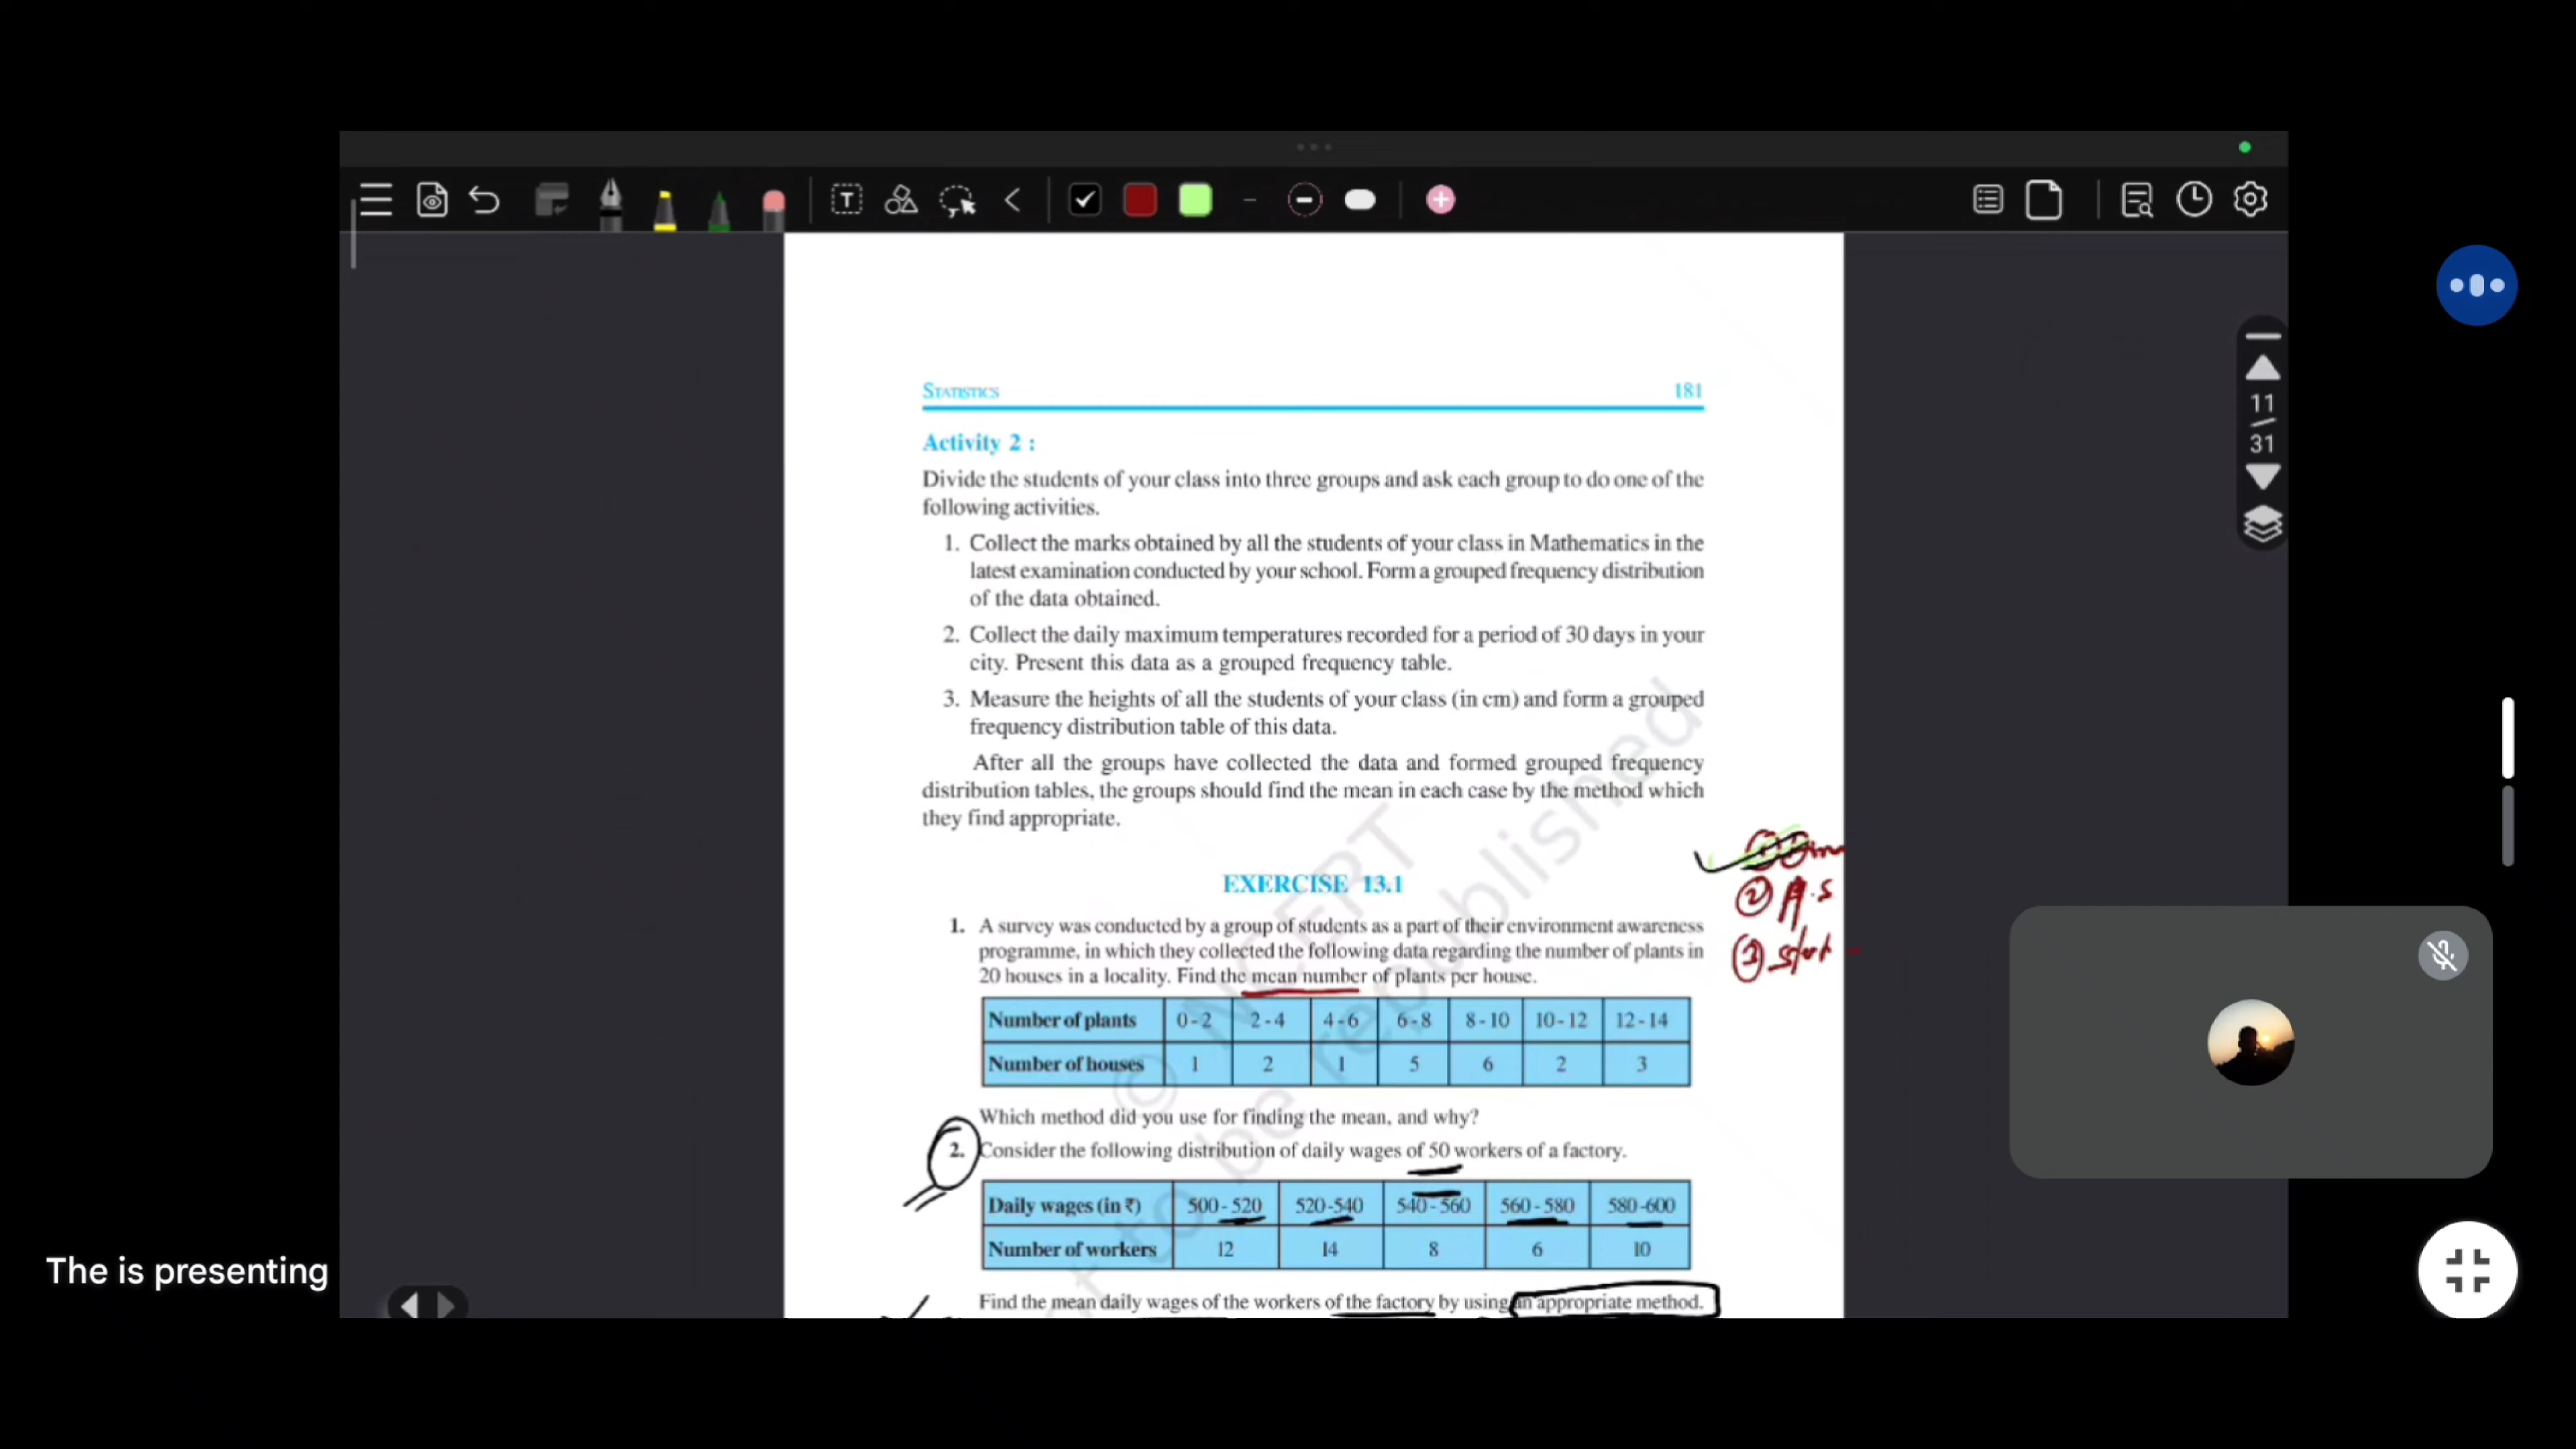 STATISTICS 181
Activity 2 :
Divide the students of your class into three groups and ask each group to do one of the
following activities.
1. Collect the marks obtained by all the students of your class in Mathematics in the
latest examination conducted by your school. Form a grouped frequency distribution
of the data obtained.
2. Collect the daily maximum temperatures recorded for a period of 30 days in your
city. Present this data as a grouped frequency table.
3. Measure the heights of all the students of your class (in cm) and form a grouped
frequency distribution table of this data.
After all the groups have collected the data and formed grouped frequency
distribution tables, the groups should find the mean in each case by the method which
they find appropriate.
EXERCISE 13.1
② A.S
③
1. A survey was conducted by a group of students as a part of their environment awareness
programme, in which they collected the following data regarding the number of plants in
20 houses in a locality. Find the mean number of plants per house.
Number of plants 0 - 2 2 - 4 4 - 6 6 - 8 8 - 10 10 - 12 12 - 14
Number of houses 1 2 1 5 6 2 3
Which method did you use for finding the mean, and why?
2. Consider the following distribution of daily wages of 50 workers of a factory.
Daily wages (in ₹) 500 - 520 520 -540 540 - 560 560 - 580 580 -600
Number of workers 12 14 8 6 10
Find the mean daily wages of the workers of the factory by using an appropriate method.
© NCERT
not to be republished
11
31
T
The is presenting